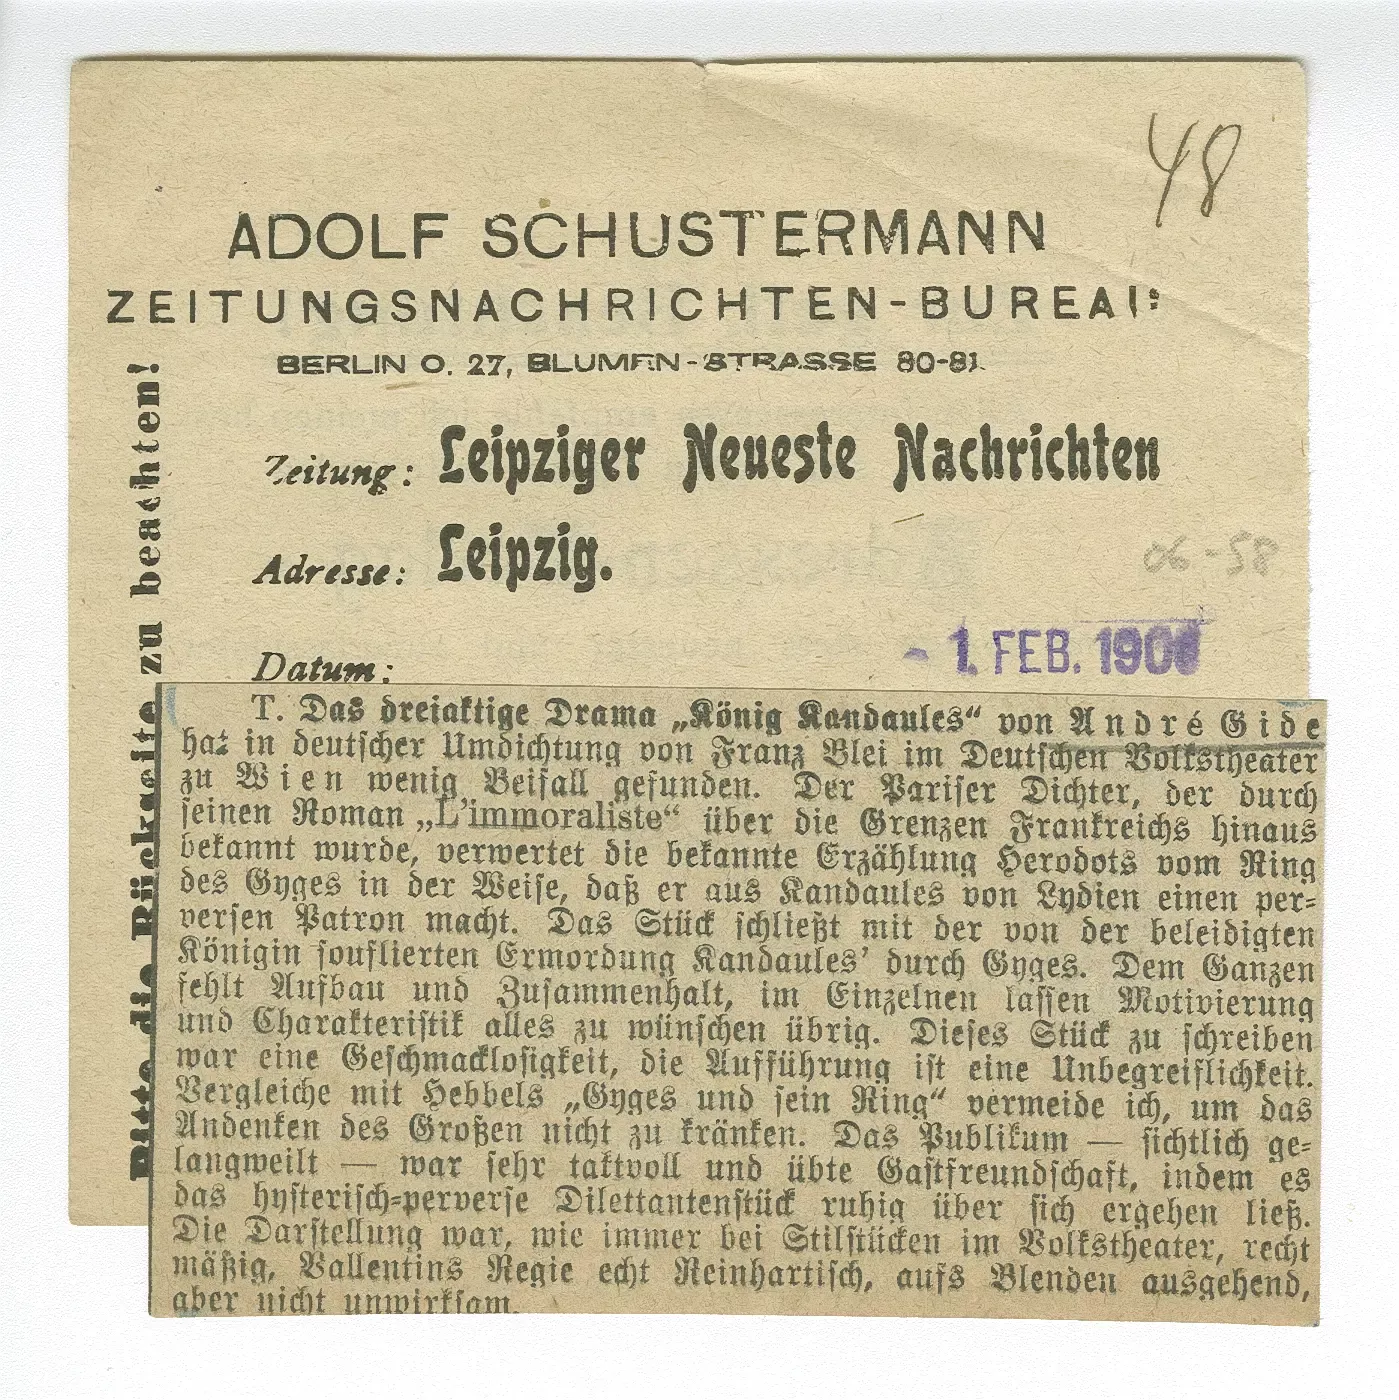 48
ADOLF SCHUSTERMANN
ZEITUNGSNACHRICHTEN-BUREAU
BERLIN O. 27, BLUMEN-STRASSE 80-81.
Zeitung: Leipziger Neueste Nachrichten
Adresse: Leipzig.
06-58
Datum: - 1. FEB. 1906
Bitte die Rückseite zu beachten!
T. Das dreiaktige Drama „König Kandaules“ von André Gide
hat in deutscher Umdichtung von Franz Blei im Deutschen Volkstheater
zu Wien wenig Beifall gefunden. Der Pariser Dichter, der durch
seinen Roman „L'immoraliste“ über die Grenzen Frankreichs hinaus
bekannt wurde, verwertet die bekannte Erzählung Herodots vom Ring
des Gyges in der Weise, daß er aus Kandaules von Lydien einen per-
versen Patron macht. Das Stück schließt mit der von der beleidigten
Königin souflierten Ermordung Kandaules' durch Gyges. Dem Ganzen
fehlt Aufbau und Zusammenhalt, im Einzelnen lassen Motivierung
und Charakteristik alles zu wünschen übrig. Dieses Stück zu schreiben
war eine Geschmacklosigkeit, die Aufführung ist eine Unbegreiflichkeit.
Vergleiche mit Hebbels „Gyges und sein Ring“ vermeide ich, um das
Andenken des Großen nicht zu kränken. Das Publikum — sichtlich ge-
langweilt — war sehr taktvoll und übte Gastfreundschaft, indem es
das hysterisch-perverse Dilettantenstück ruhig über sich ergehen ließ.
Die Darstellung war, wie immer bei Stilstücken im Volkstheater, recht
mäßig, Vallentins Regie echt Reinhartisch, aufs Blenden ausgehend,
aber nicht unwirksam.